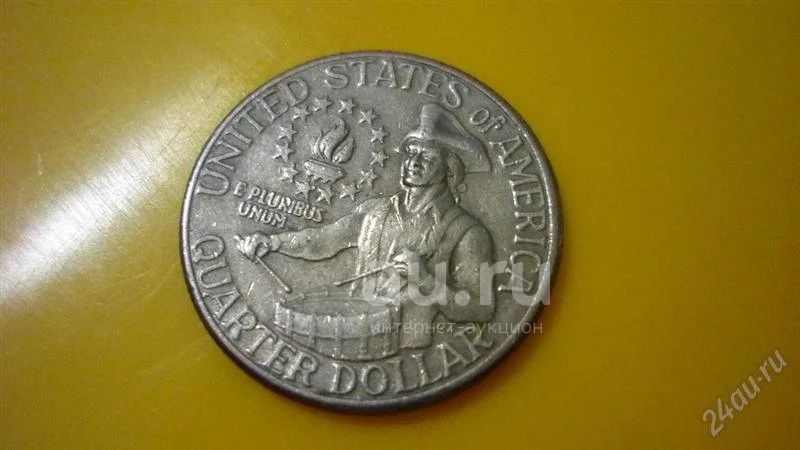 UNITED STATES of AMERICA
E PLURIBUS
UNUM
QUARTER DOLLAR
au.ru
интернет-аукцион
24au.ru